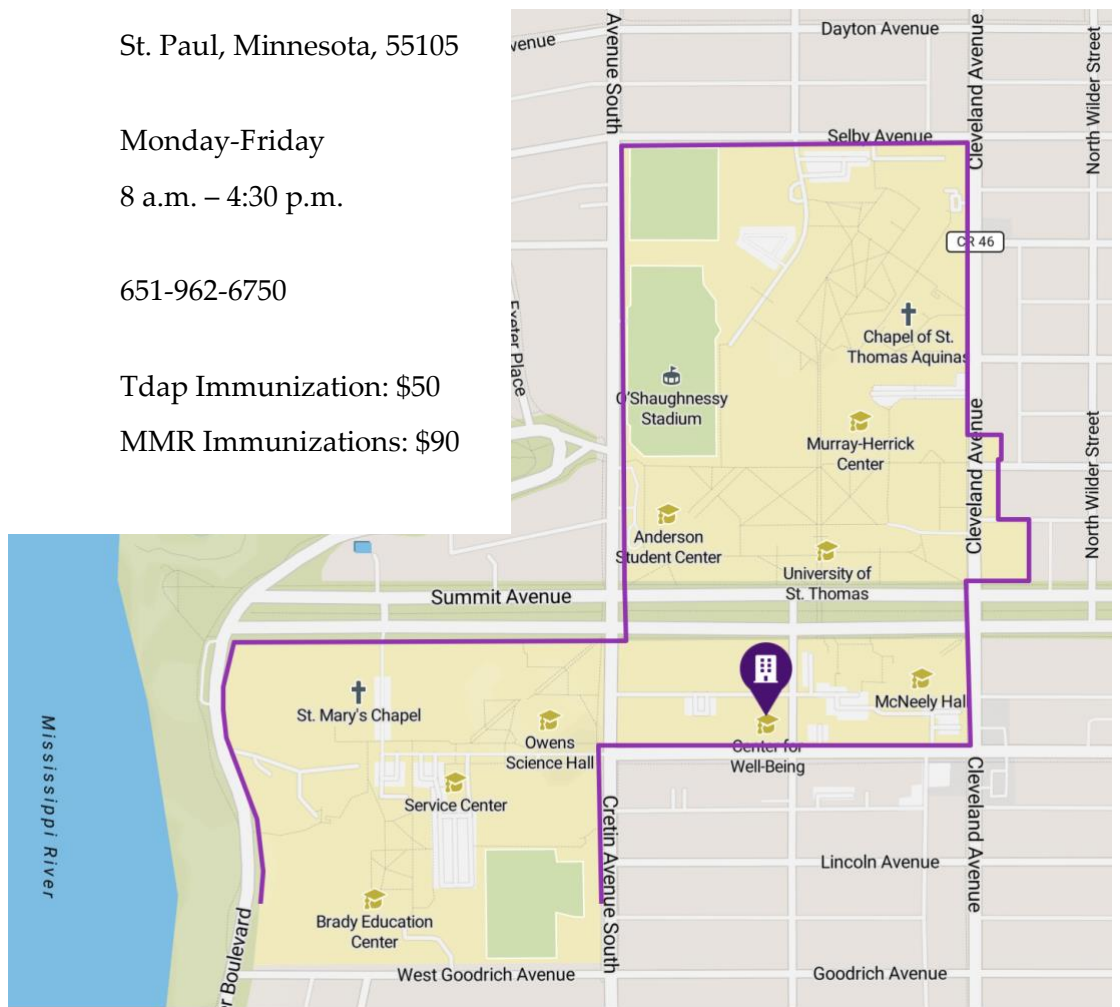 St. Paul, Minnesota, 55105
Monday-Friday
8 a.m. – 4:30 p.m.
651-962-6750
Tdap Immunization: $50
MMR Immunizations: $90
Avenue South
Dayton Avenue
Cleveland Avenue
North Wilder Street
Selby Avenue
CR 46
Exeter Place
Chapel of St.
Thomas Aquinas
O'Shaughnessy
Stadium
Murray-Herrick
Center
Cleveland Avenue
North Wilder Street
Anderson
Student Center
University of
St. Thomas
Summit Avenue
McNeely Hall
St. Mary's Chapel
Owens
Science Hall
Center for
Well-Being
Mississippi River
Service Center
Cretin Avenue South
Cleveland Avenue
Lincoln Avenue
Brady Education
Center
Boulevard
West Goodrich Avenue
Goodrich Avenue